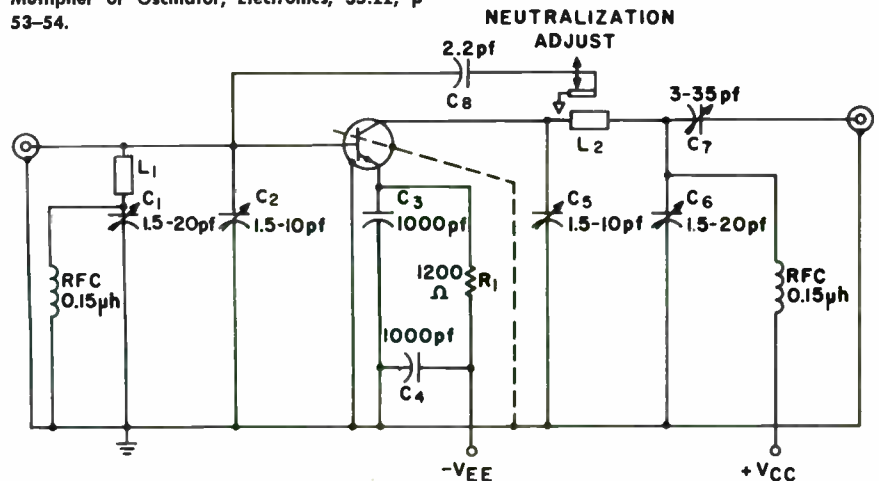 Multiplier or Oscillator, Electronics, 35:22, p
53–54.
NEUTRALIZATION
ADJUST
2.2pf
C8
3-35pf
C7
L2
L1
C1
1.5-20pf
C2
1.5-10pf
C3
1000pf
C5
1.5-10pf
C6
1.5-20pf
RFC
0.15μh
1200
Ω
R1
RFC
0.15μh
1000pf
C4
-VEE
+VCC